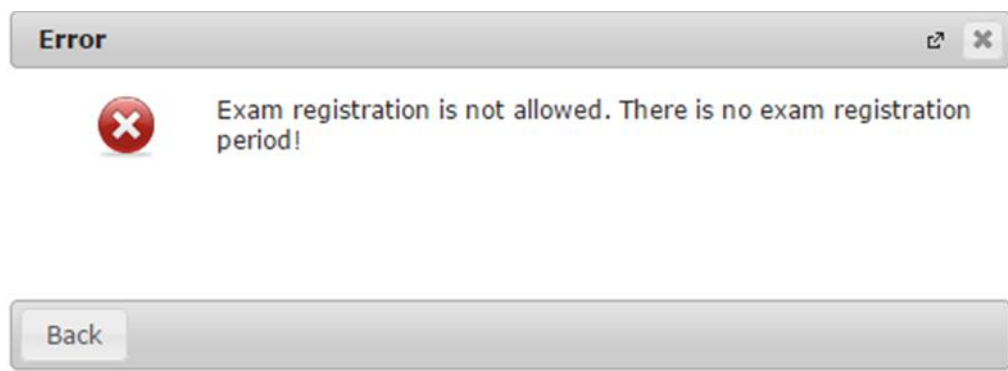 Error
Exam registration is not allowed. There is no exam registration
period!
Back